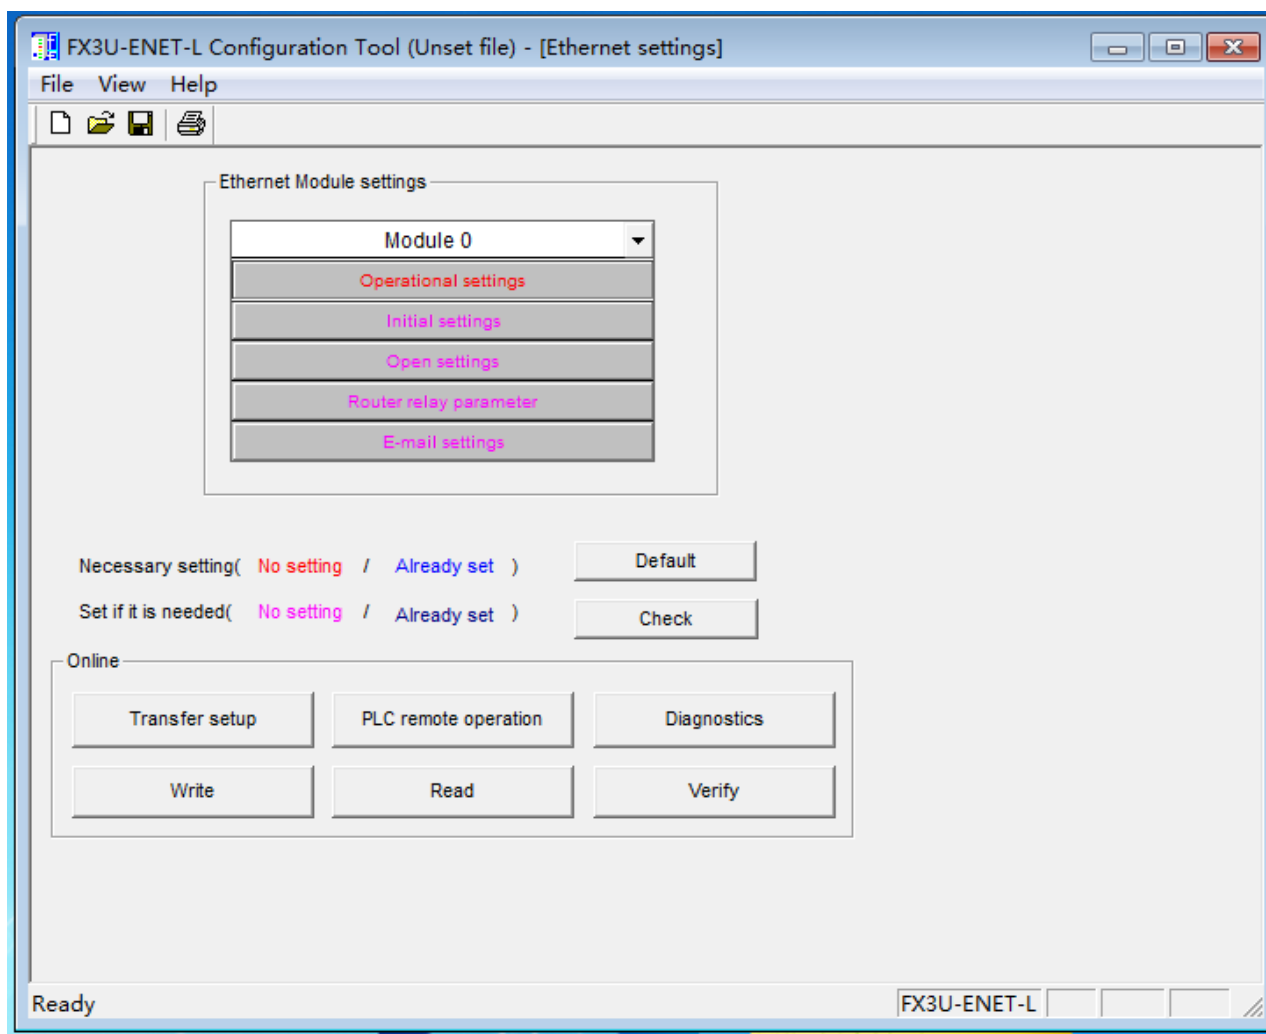 FX3U-ENET-L Configuration Tool (Unset file) - [Ethernet settings]
File View Help
Ethernet Module settings
Module 0
Operational settings
Initial settings
Open settings
Router relay parameter
E-mail settings
Necessary setting( No setting / Already set )
Default
Set if it is needed( No setting / Already set )
Check
Online
Transfer setup PLC remote operation Diagnostics
Write Read Verify
Ready FX3U-ENET-L